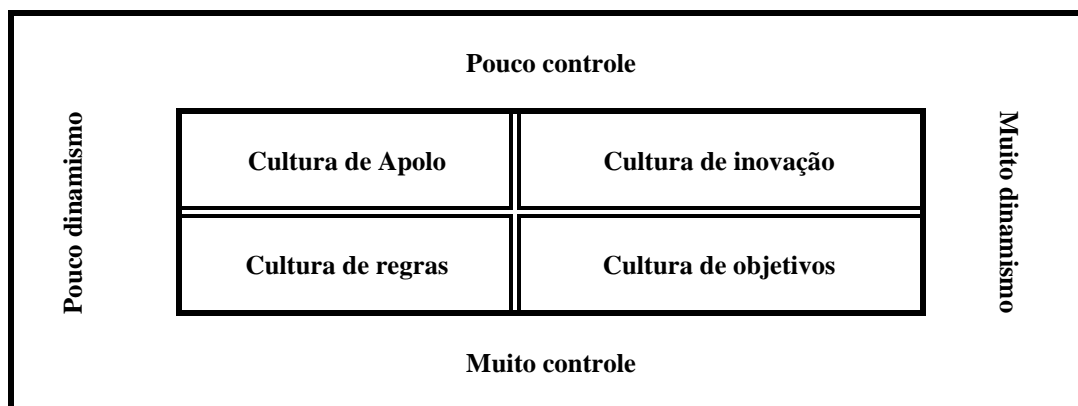 Pouco controle
Pouco dinamismo
Cultura de Apolo
Cultura de inovação
Muito dinamismo
Cultura de regras
Cultura de objetivos
Muito controle